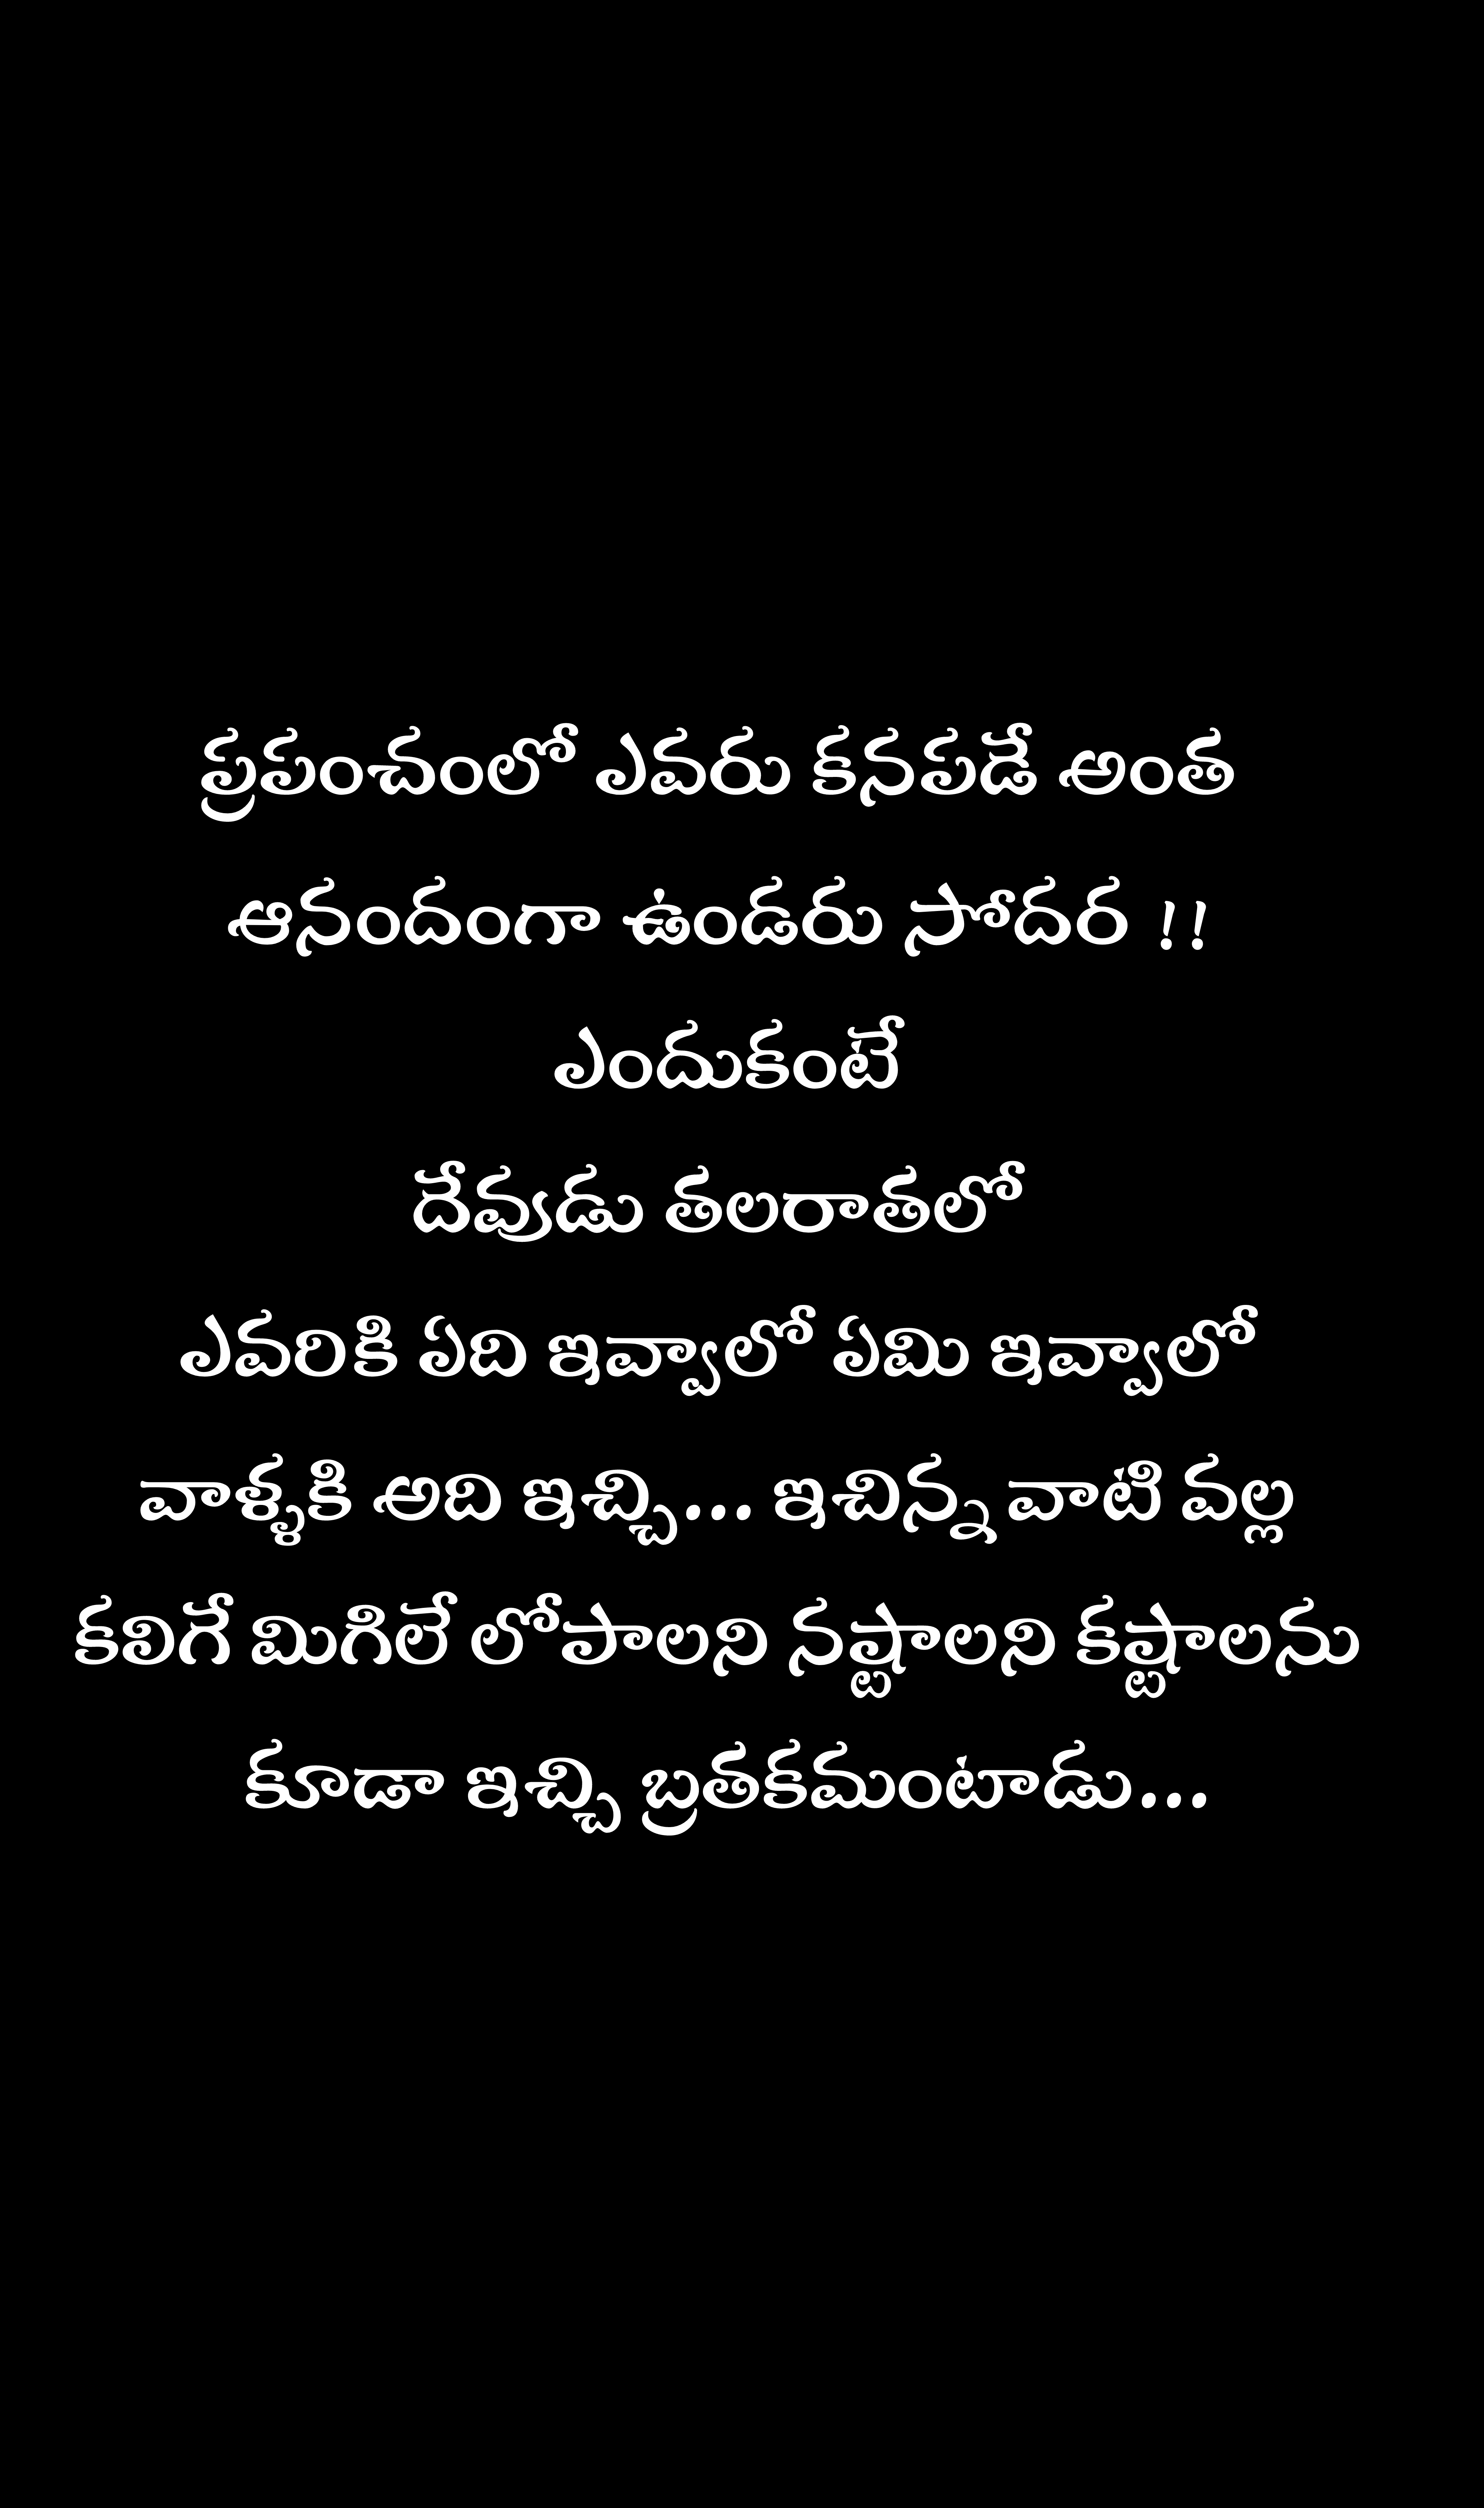 ప్రపంచంలో ఎవరు కనబడే అంత
ఆనందంగా ఉండరు సోదర !!
ఎందుకంటే
దేవుడు తలరాతలో
ఎవరికి ఏది ఇవ్వాలో ఏమి ఇవ్వాలో
వాళ్ళకి అది ఇచ్చి... ఇచ్చిన వాటివల్ల
కలిగే మిగితే లోపాలని నష్టాలని కష్టాలను
కూడా ఇచ్చి బ్రతకమంటాడు...